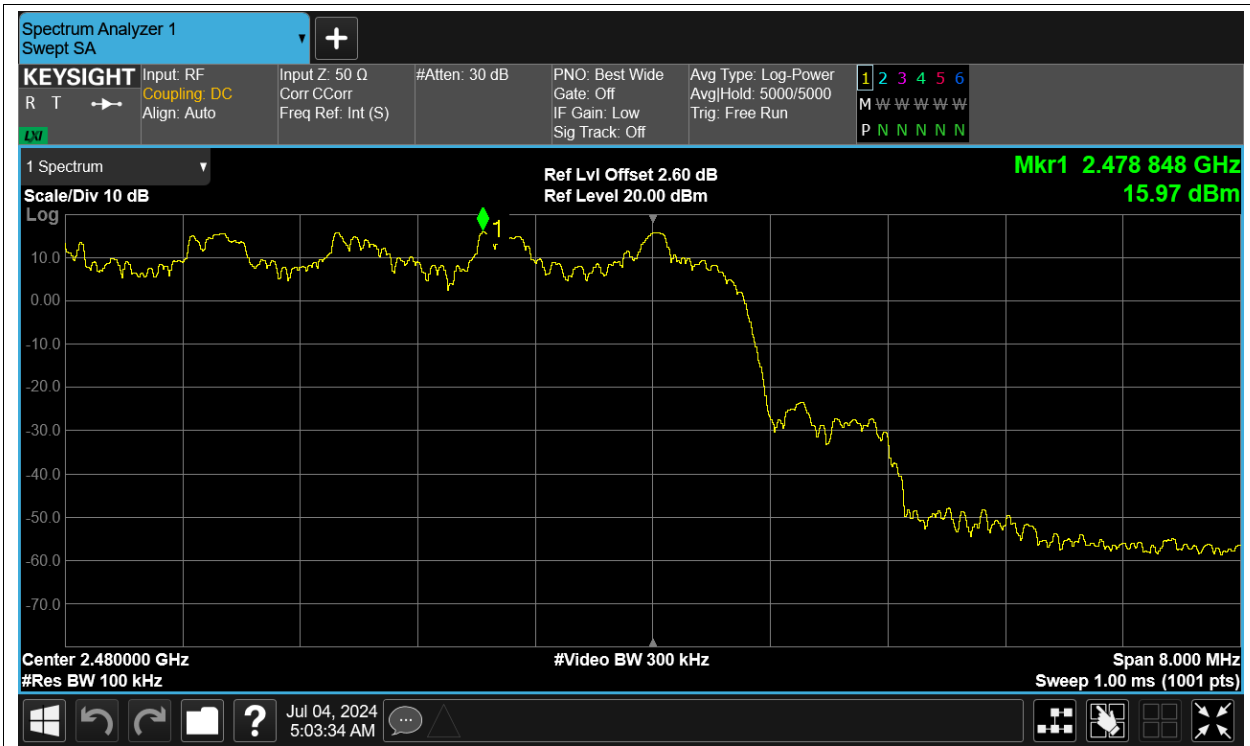 Spectrum Analyzer 1
Swept SA
KEYSIGHT
R T
LXI
Input: RF
Coupling: DC
Align: Auto
Input Z: 50 Ω
Corr CCorr
Freq Ref: Int (S)
#Atten: 30 dB
PNO: Best Wide
Gate: Off
IF Gain: Low
Sig Track: Off
Avg Type: Log-Power
Avg|Hold: 5000/5000
Trig: Free Run
1 2 3 4 5 6
M W W W W W
P N N N N N
1 Spectrum
Scale/Div 10 dB
Log
Ref Lvl Offset 2.60 dB
Ref Level 20.00 dBm
Mkr1 2.478 848 GHz
15.97 dBm
1
10.0
0.00
-10.0
-20.0
-30.0
-40.0
-50.0
-60.0
-70.0
Center 2.480000 GHz
#Res BW 100 kHz
#Video BW 300 kHz
Span 8.000 MHz
Sweep 1.00 ms (1001 pts)
?
Jul 04, 2024
5:03:34 AM